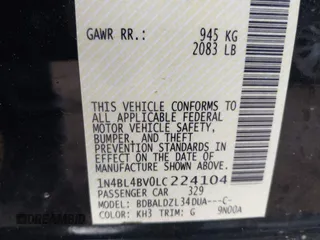 GAWR RR.: 945 KG
2083 LB
THIS VEHICLE CONFORMS TO
ALL APPLICABLE FEDERAL
MOTOR VEHICLE SAFETY,
BUMPER, AND THEFT
PREVENTION STANDARDS IN
EFFECT ON THE DATE OF
MANUFACTURE SHOWN ABOVE.
1N4BL4BV0LC224104
PASSENGER CAR 329
MODEL: BDBALDZL34DUA---C-
COLOR: KH3 TRIM: G 9N00A